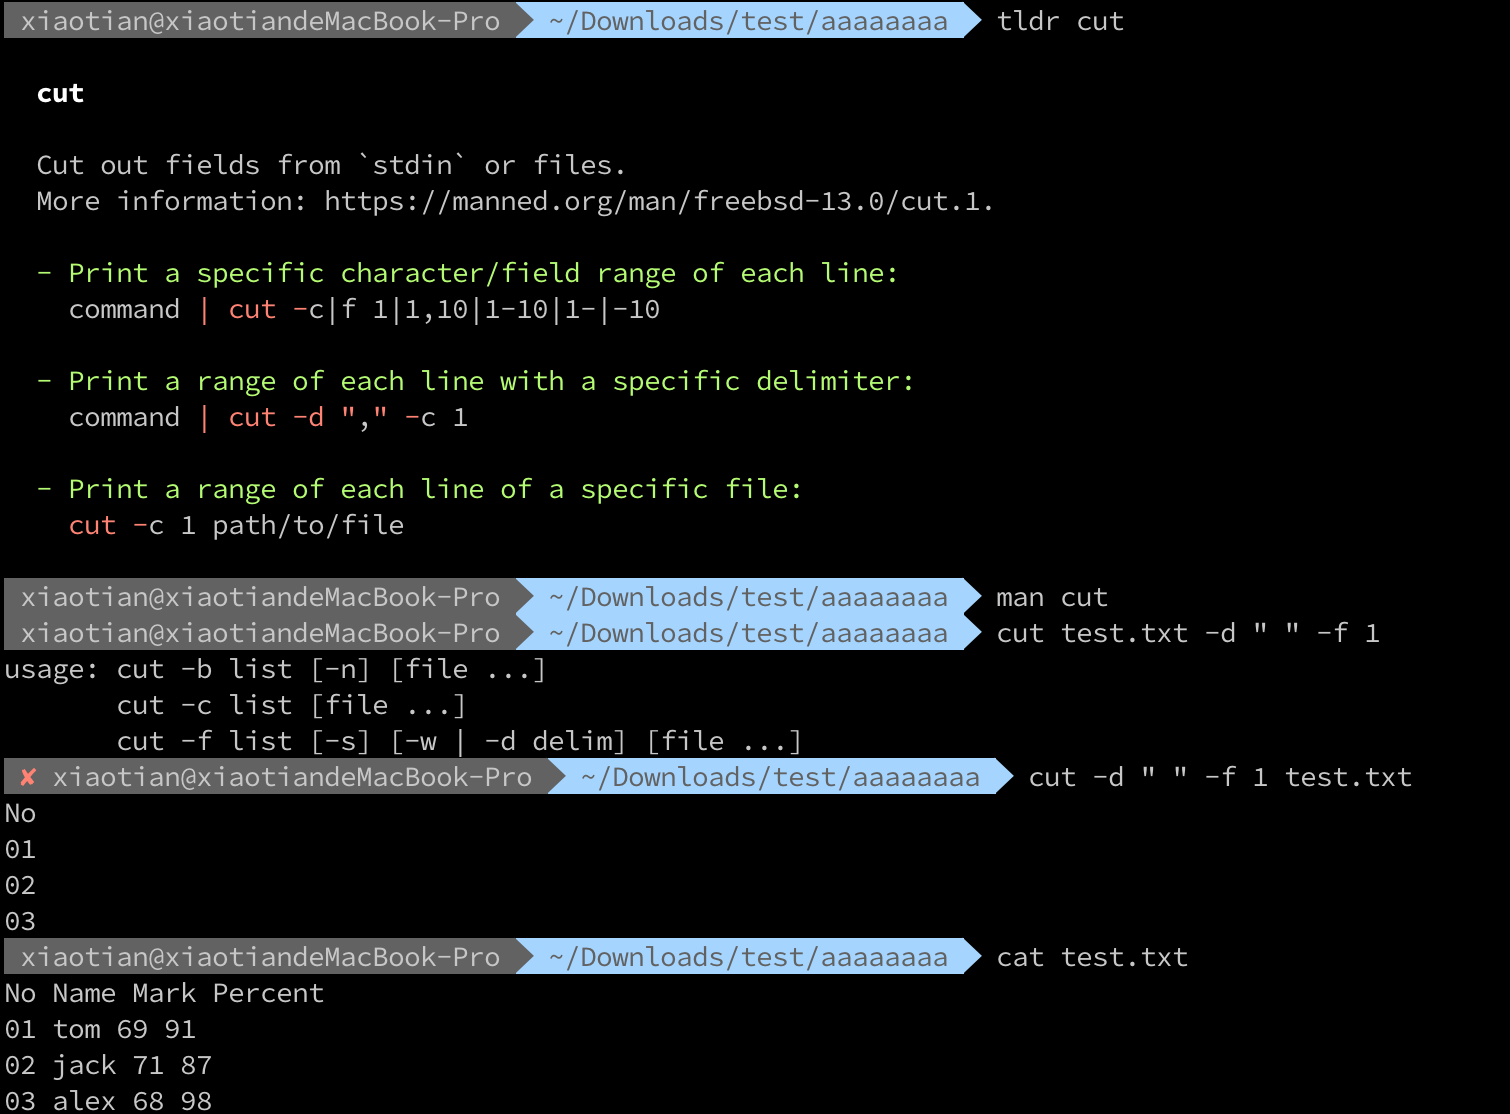 xiaotian@xiaotiandeMacBook-Pro ~/Downloads/test/aaaaaaaa tldr cut
cut
Cut out fields from `stdin` or files.
More information: https://manned.org/man/freebsd-13.0/cut.1.
- Print a specific character/field range of each line:
command | cut -c|f 1|1,10|1-10|1-|-10
- Print a range of each line with a specific delimiter:
command | cut -d "," -c 1
- Print a range of each line of a specific file:
cut -c 1 path/to/file
xiaotian@xiaotiandeMacBook-Pro ~/Downloads/test/aaaaaaaa man cut
xiaotian@xiaotiandeMacBook-Pro ~/Downloads/test/aaaaaaaa cut test.txt -d " " -f 1
usage: cut -b list [-n] [file ...]
cut -c list [file ...]
cut -f list [-s] [-w | -d delim] [file ...]
✘ xiaotian@xiaotiandeMacBook-Pro ~/Downloads/test/aaaaaaaa cut -d " " -f 1 test.txt
No
01
02
03
xiaotian@xiaotiandeMacBook-Pro ~/Downloads/test/aaaaaaaa cat test.txt
No Name Mark Percent
01 tom 69 91
02 jack 71 87
03 alex 68 98